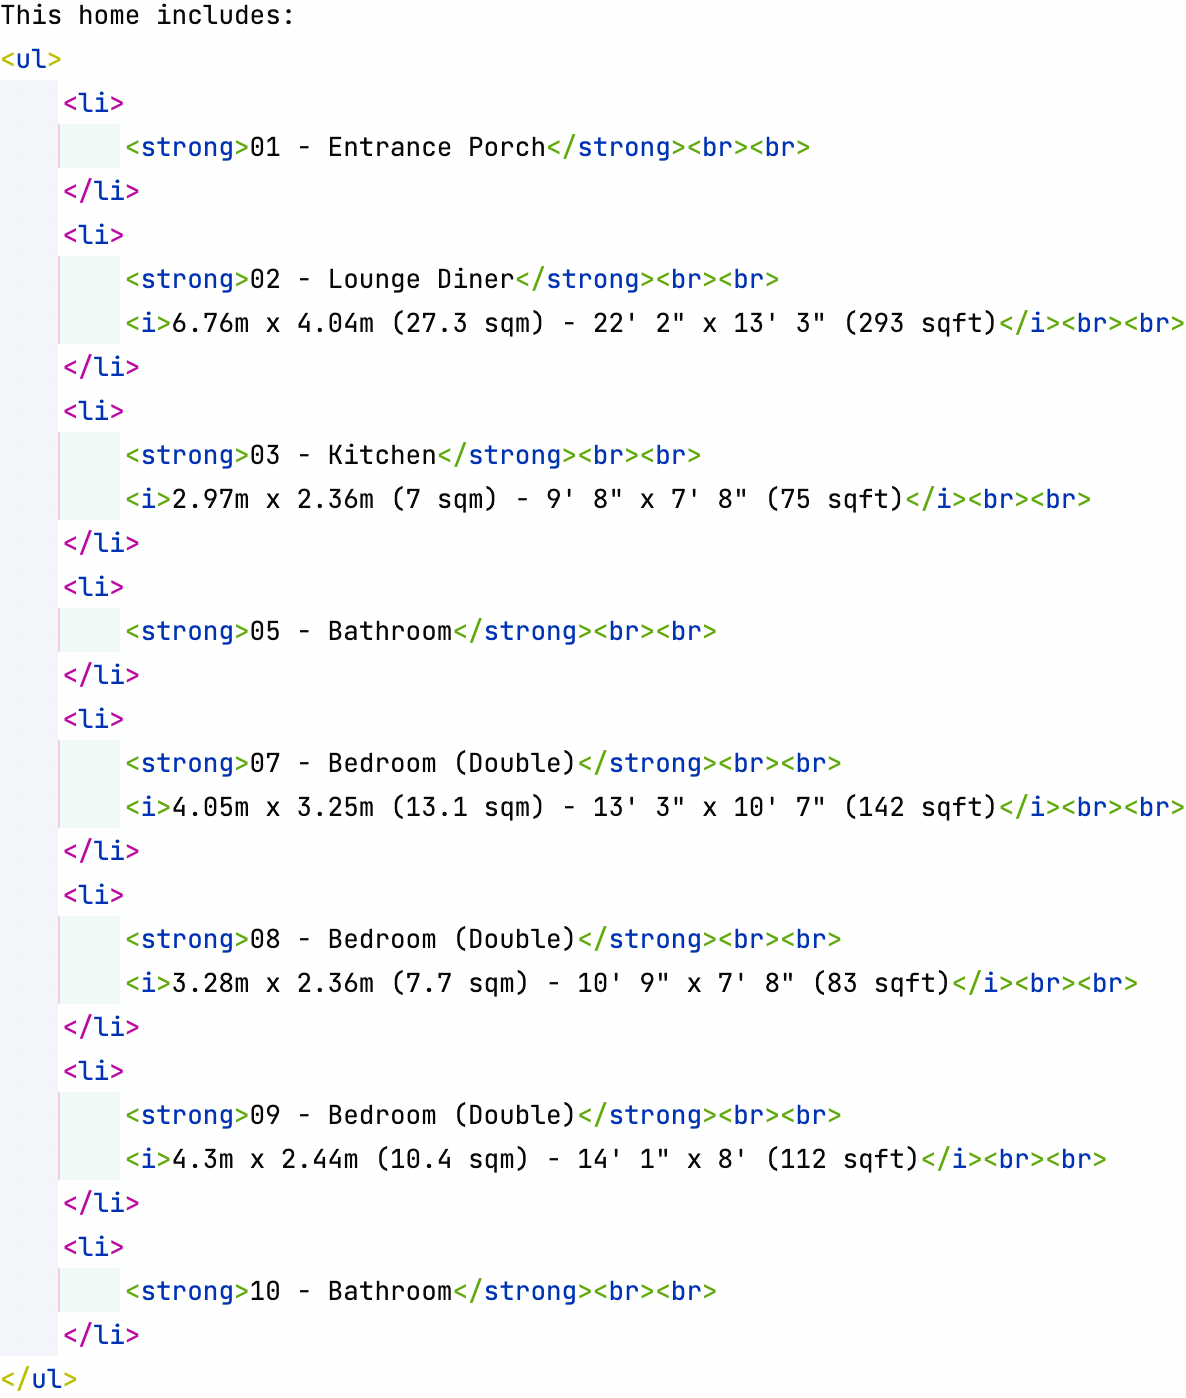 This home includes:
<ul>
<li>
<strong>01 - Entrance Porch</strong><br><br>
</li>
<li>
<strong>02 - Lounge Diner</strong><br><br>
<i>6.76m x 4.04m (27.3 sqm) - 22' 2" x 13' 3" (293 sqft)</i><br><br>
</li>
<li>
<strong>03 - Kitchen</strong><br><br>
<i>2.97m x 2.36m (7 sqm) - 9' 8" x 7' 8" (75 sqft)</i><br><br>
</li>
<li>
<strong>05 - Bathroom</strong><br><br>
</li>
<li>
<strong>07 - Bedroom (Double)</strong><br><br>
<i>4.05m x 3.25m (13.1 sqm) - 13' 3" x 10' 7" (142 sqft)</i><br><br>
</li>
<li>
<strong>08 - Bedroom (Double)</strong><br><br>
<i>3.28m x 2.36m (7.7 sqm) - 10' 9" x 7' 8" (83 sqft)</i><br><br>
</li>
<li>
<strong>09 - Bedroom (Double)</strong><br><br>
<i>4.3m x 2.44m (10.4 sqm) - 14' 1" x 8' (112 sqft)</i><br><br>
</li>
<li>
<strong>10 - Bathroom</strong><br><br>
</li>
</ul>